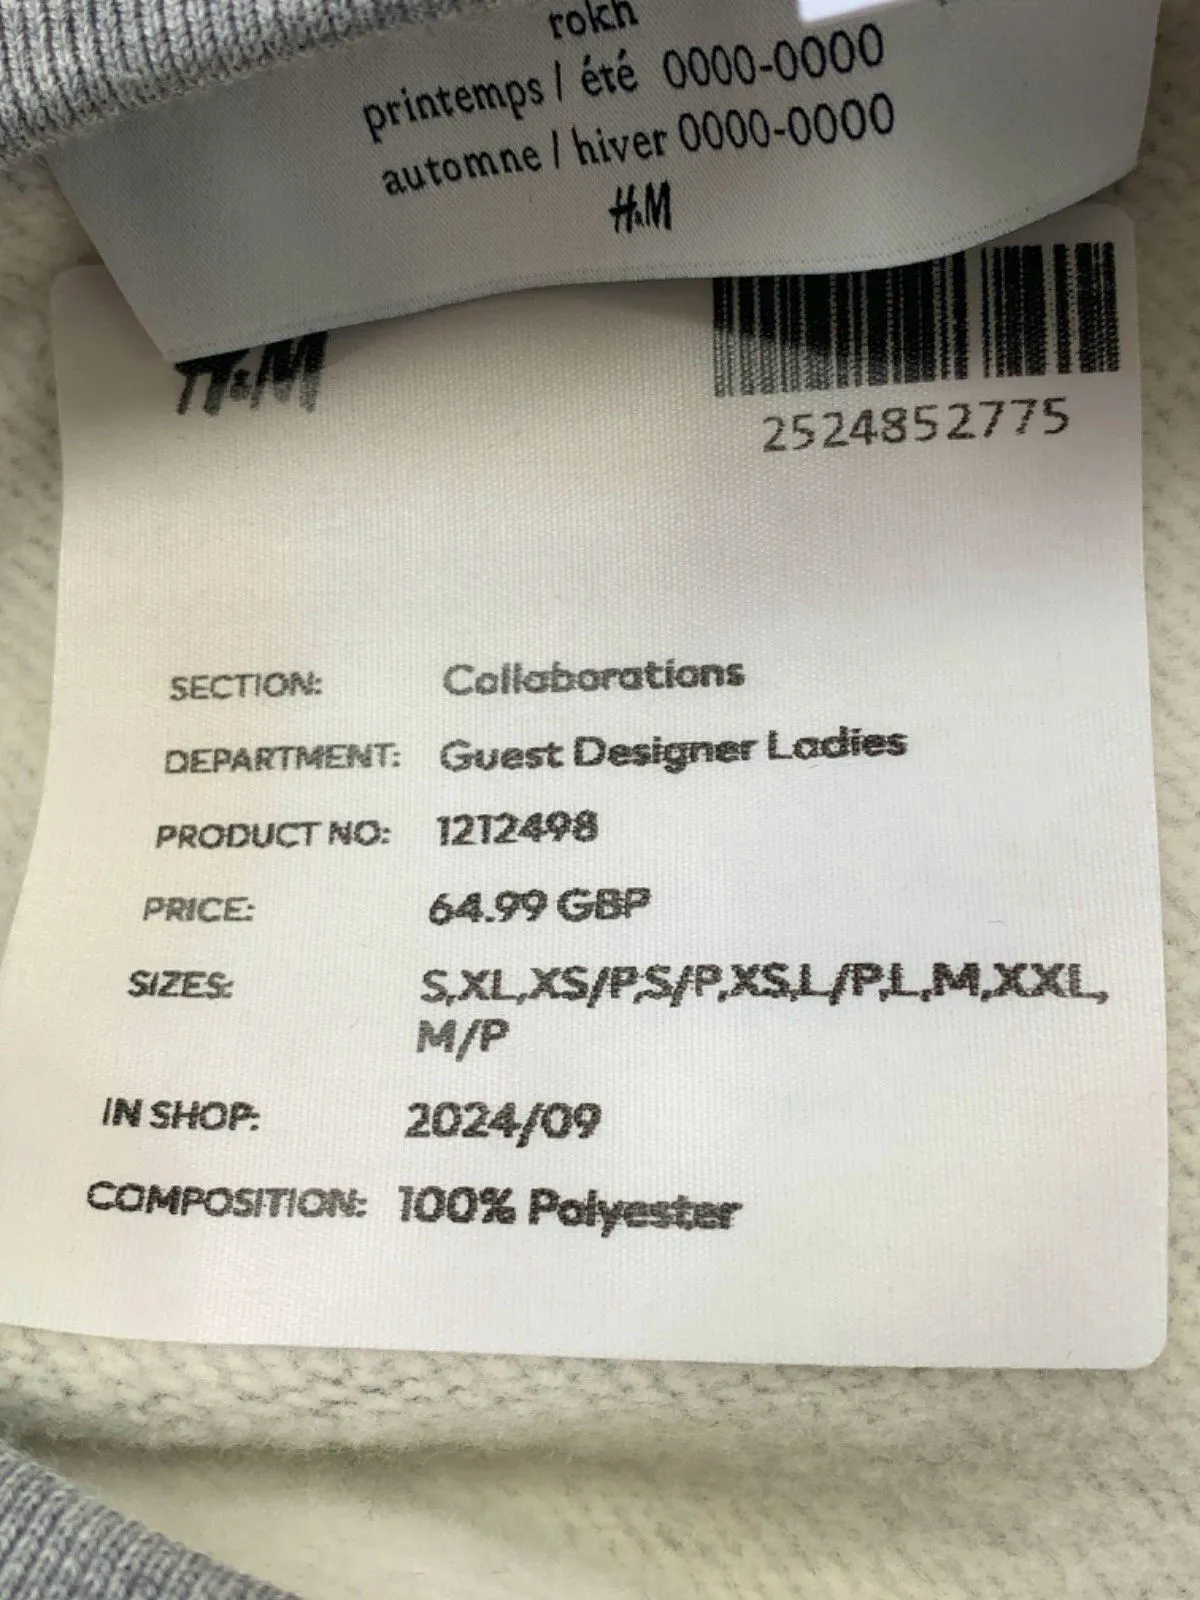 rokh
printemps / été 0000-0000
automne / hiver 0000-0000
H&M
H&M
2524852775
SECTION: Collaborations
DEPARTMENT: Guest Designer Ladies
PRODUCT NO: 1212498
PRICE: 64.99 GBP
SIZES: S,XL,XS/P,S/P,XS,L/P,L,M,XXL,
M/P
IN SHOP: 2024/09
COMPOSITION: 100% Polyester